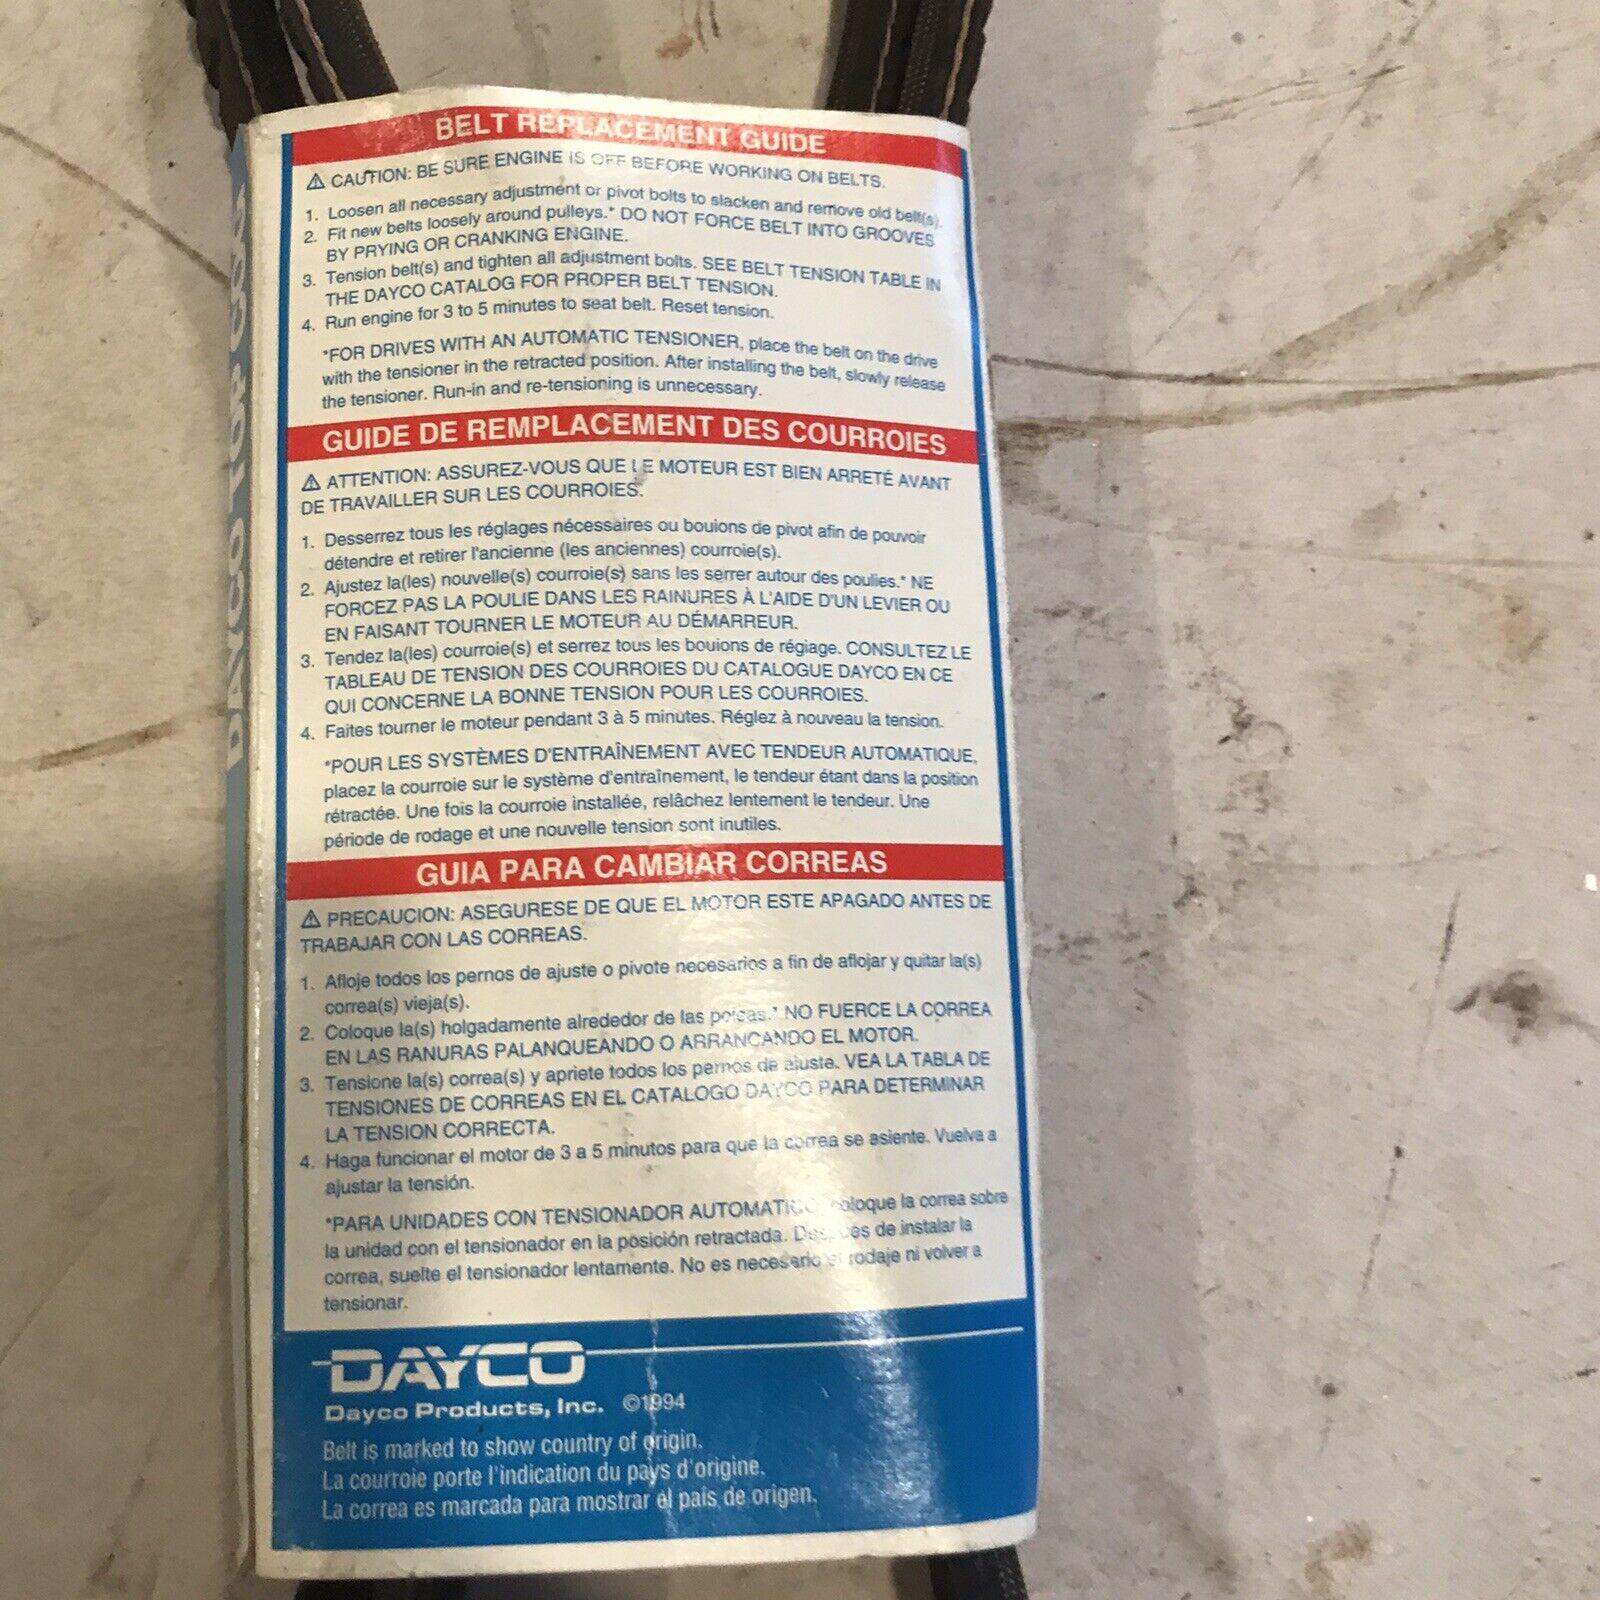 BELT REPLACEMENT GUIDE
⚠ CAUTION: BE SURE ENGINE IS OFF BEFORE WORKING ON BELTS.
1. Loosen all necessary adjustment or pivot bolts to slacken and remove old belt(s).
2. Fit new belts loosely around pulleys.* DO NOT FORCE BELT INTO GROOVES
BY PRYING OR CRANKING ENGINE.
3. Tension belt(s) and tighten all adjustment bolts. SEE BELT TENSION TABLE IN
THE DAYCO CATALOG FOR PROPER BELT TENSION.
4. Run engine for 3 to 5 minutes to seat belt. Reset tension.
*FOR DRIVES WITH AN AUTOMATIC TENSIONER, place the belt on the drive
with the tensioner in the retracted position. After installing the belt, slowly release
the tensioner. Run-in and re-tensioning is unnecessary.
GUIDE DE REMPLACEMENT DES COURROIES
⚠ ATTENTION: ASSUREZ-VOUS QUE LE MOTEUR EST BIEN ARRETÉ AVANT
DE TRAVAILLER SUR LES COURROIES.
1. Desserrez tous les réglages nécessaires ou bouions de pivot afin de pouvoir
détendre et retirer l'ancienne (les anciennes) courroie(s).
2. Ajustez la(les) nouvelle(s) courroie(s) sans les serrer autour des poulies.* NE
FORCEZ PAS LA POULIE DANS LES RAINURES À L'AIDE D'UN LEVIER OU
EN FAISANT TOURNER LE MOTEUR AU DÉMARREUR.
3. Tendez la(les) courroie(s) et serrez tous les bouions de régiage. CONSULTEZ LE
TABLEAU DE TENSION DES COURROIES DU CATALOGUE DAYCO EN CE
QUI CONCERNE LA BONNE TENSION POUR LES COURROIES.
4. Faites tourner le moteur pendant 3 à 5 minutes. Réglez à nouveau la tension.
*POUR LES SYSTÈMES D'ENTRAÎNEMENT AVEC TENDEUR AUTOMATIQUE,
placez la courroie sur le système d'entraînement, le tendeur étant dans la position
rétractée. Une fois la courroie installée, relâchez lentement le tendeur. Une
période de rodage et une nouvelle tension sont inutiles.
GUIA PARA CAMBIAR CORREAS
⚠ PRECAUCION: ASEGURESE DE QUE EL MOTOR ESTE APAGADO ANTES DE
TRABAJAR CON LAS CORREAS.
1. Afloje todos los pernos de ajuste o pivote necesarios a fin de aflojar y quitar la(s)
correa(s) vieja(s).
2. Coloque la(s) holgadamente alrededor de las poleas.* NO FUERCE LA CORREA
EN LAS RANURAS PALANQUEANDO O ARRANCANDO EL MOTOR.
3. Tensione la(s) correa(s) y apriete todos los pernos de ajuste. VEA LA TABLA DE
TENSIONES DE CORREAS EN EL CATALOGO DAYCO PARA DETERMINAR
LA TENSION CORRECTA.
4. Haga funcionar el motor de 3 a 5 minutos para que la correa se asiente. Vuelva a
ajustar la tensión.
*PARA UNIDADES CON TENSIONADOR AUTOMATICO, coloque la correa sobre
la unidad con el tensionador en la posición retractada. Después de instalar la
correa, suelte el tensionador lentamente. No es necesario el rodaje ni volver a
tensionar.
DAYCO
Dayco Products, Inc. ©1994
Belt is marked to show country of origin.
La courroie porte l'indication du pays d'origine.
La correa es marcada para mostrar el país de origen.
DAYCO TOP COG